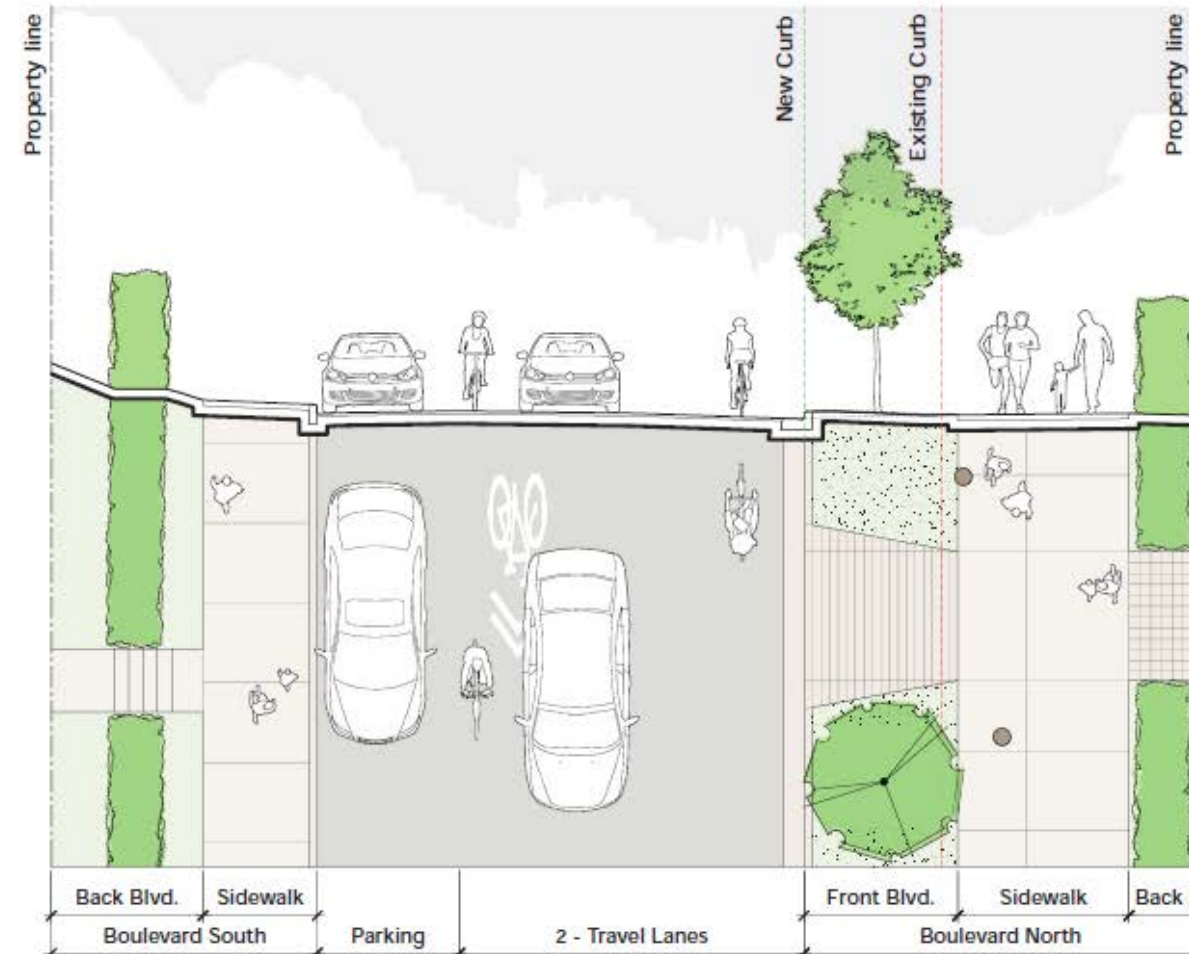 Property line
New Curb
Existing Curb
Property line
Back Blvd.
Sidewalk
Front Blvd.
Sidewalk
Back
Boulevard South
Parking
2 - Travel Lanes
Boulevard North